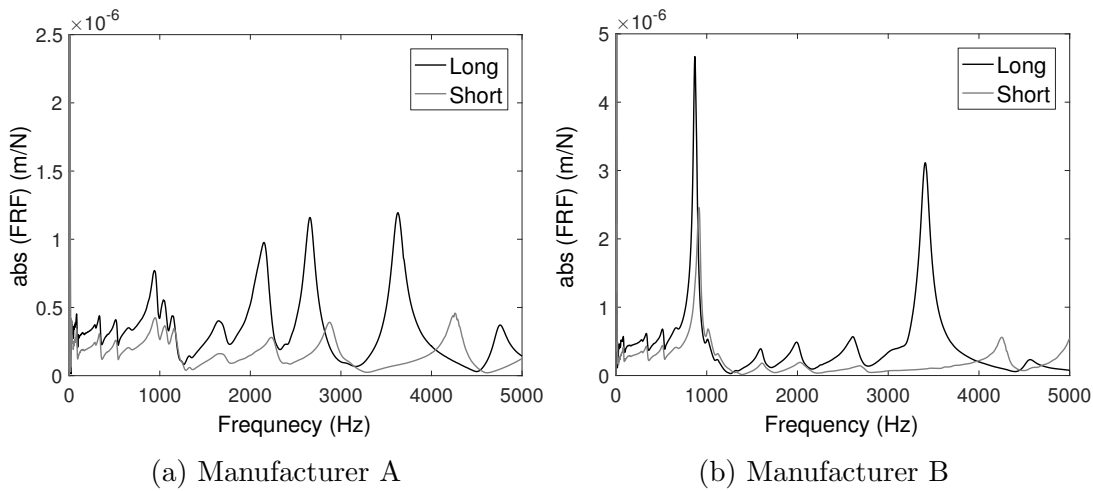 ×10⁻⁶
2.5
2
1.5
1
0.5
0
abs (FRF) (m/N)
Long
Short
0 1000 2000 3000 4000 5000
Frequnecy (Hz)
(a) Manufacturer A
×10⁻⁶
5
4
3
2
1
0
abs (FRF) (m/N)
Long
Short
0 1000 2000 3000 4000 5000
Frequency (Hz)
(b) Manufacturer B